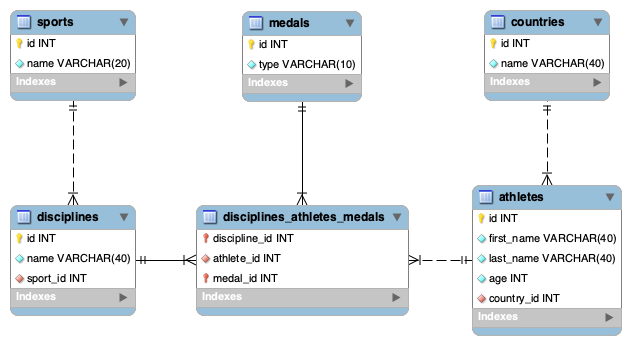 sports
id INT
name VARCHAR(20)
Indexes
medals
id INT
type VARCHAR(10)
Indexes
countries
id INT
name VARCHAR(40)
Indexes
disciplines
id INT
name VARCHAR(40)
sport_id INT
Indexes
disciplines_athletes_medals
discipline_id INT
athlete_id INT
medal_id INT
Indexes
athletes
id INT
first_name VARCHAR(40)
last_name VARCHAR(40)
age INT
country_id INT
Indexes